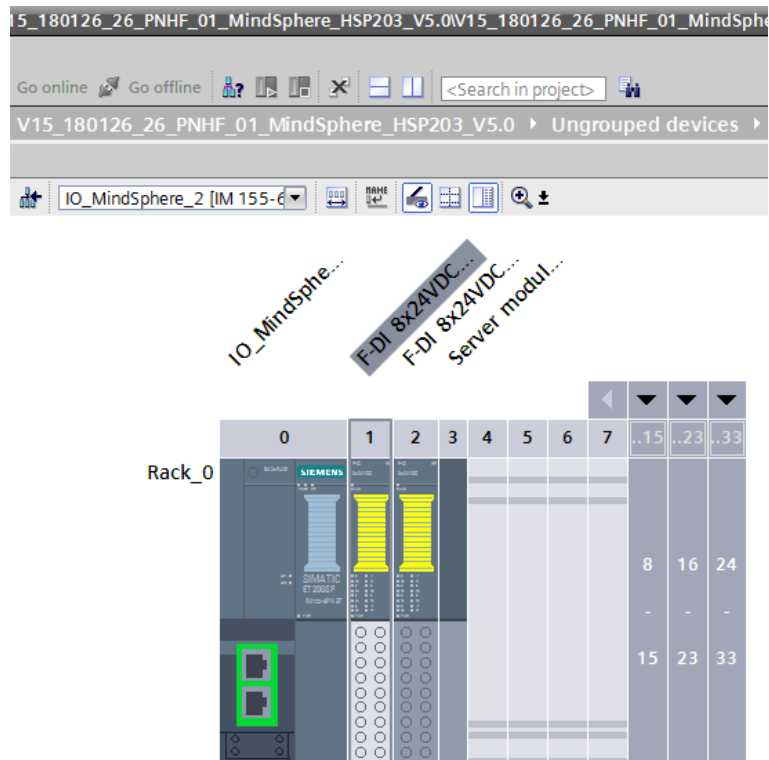 15_180126_26_PNHF_01_MindSphere_HSP203_V5.0\V15_180126_26_PNHF_01_MindSphe
Go online Go offline <Search in project>
V15_180126_26_PNHF_01_MindSphere_HSP203_V5.0 Ungrouped devices
IO_MindSphere_2 [IM 155-6
NAME
IO_MindSphe...
F-DI 8x24VDC...
F-DI 8x24VDC...
Server modul...
0 1 2 3 4 5 6 7 ..15 ..23 ..33
Rack_0
SIEMENS
8 16 24
SIMATIC
ET 200SP
- - -
15 23 33